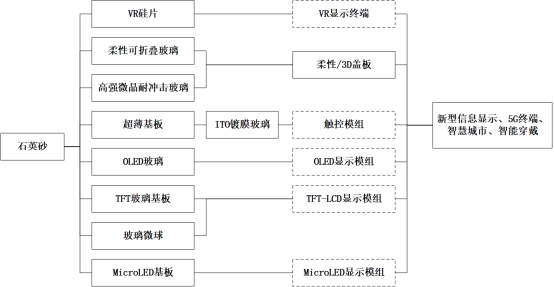 VR硅片
VR显示终端
柔性可折叠玻璃
柔性/3D盖板
高强微晶耐冲击玻璃
超薄基板
ITO镀膜玻璃
触控模组
新型信息显示、5G终端、
智慧城市、智能穿戴
石英砂
OLED玻璃
OLED显示模组
TFT玻璃基板
TFT-LCD显示模组
玻璃微球
MicroLED基板
MicroLED显示模组